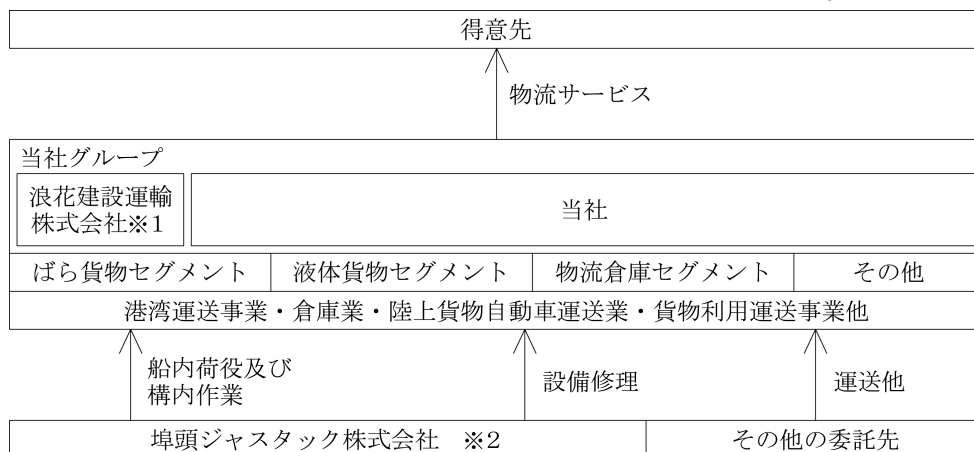 得意先
物流サービス
当社グループ
浪花建設運輸
株式会社※1
当社
ばら貨物セグメント
液体貨物セグメント
物流倉庫セグメント
その他
港湾運送事業・倉庫業・陸上貨物自動車運送業・貨物利用運送事業他
船内荷役及び
構内作業
設備修理
運送他
埠頭ジャスタック株式会社　※2
その他の委託先